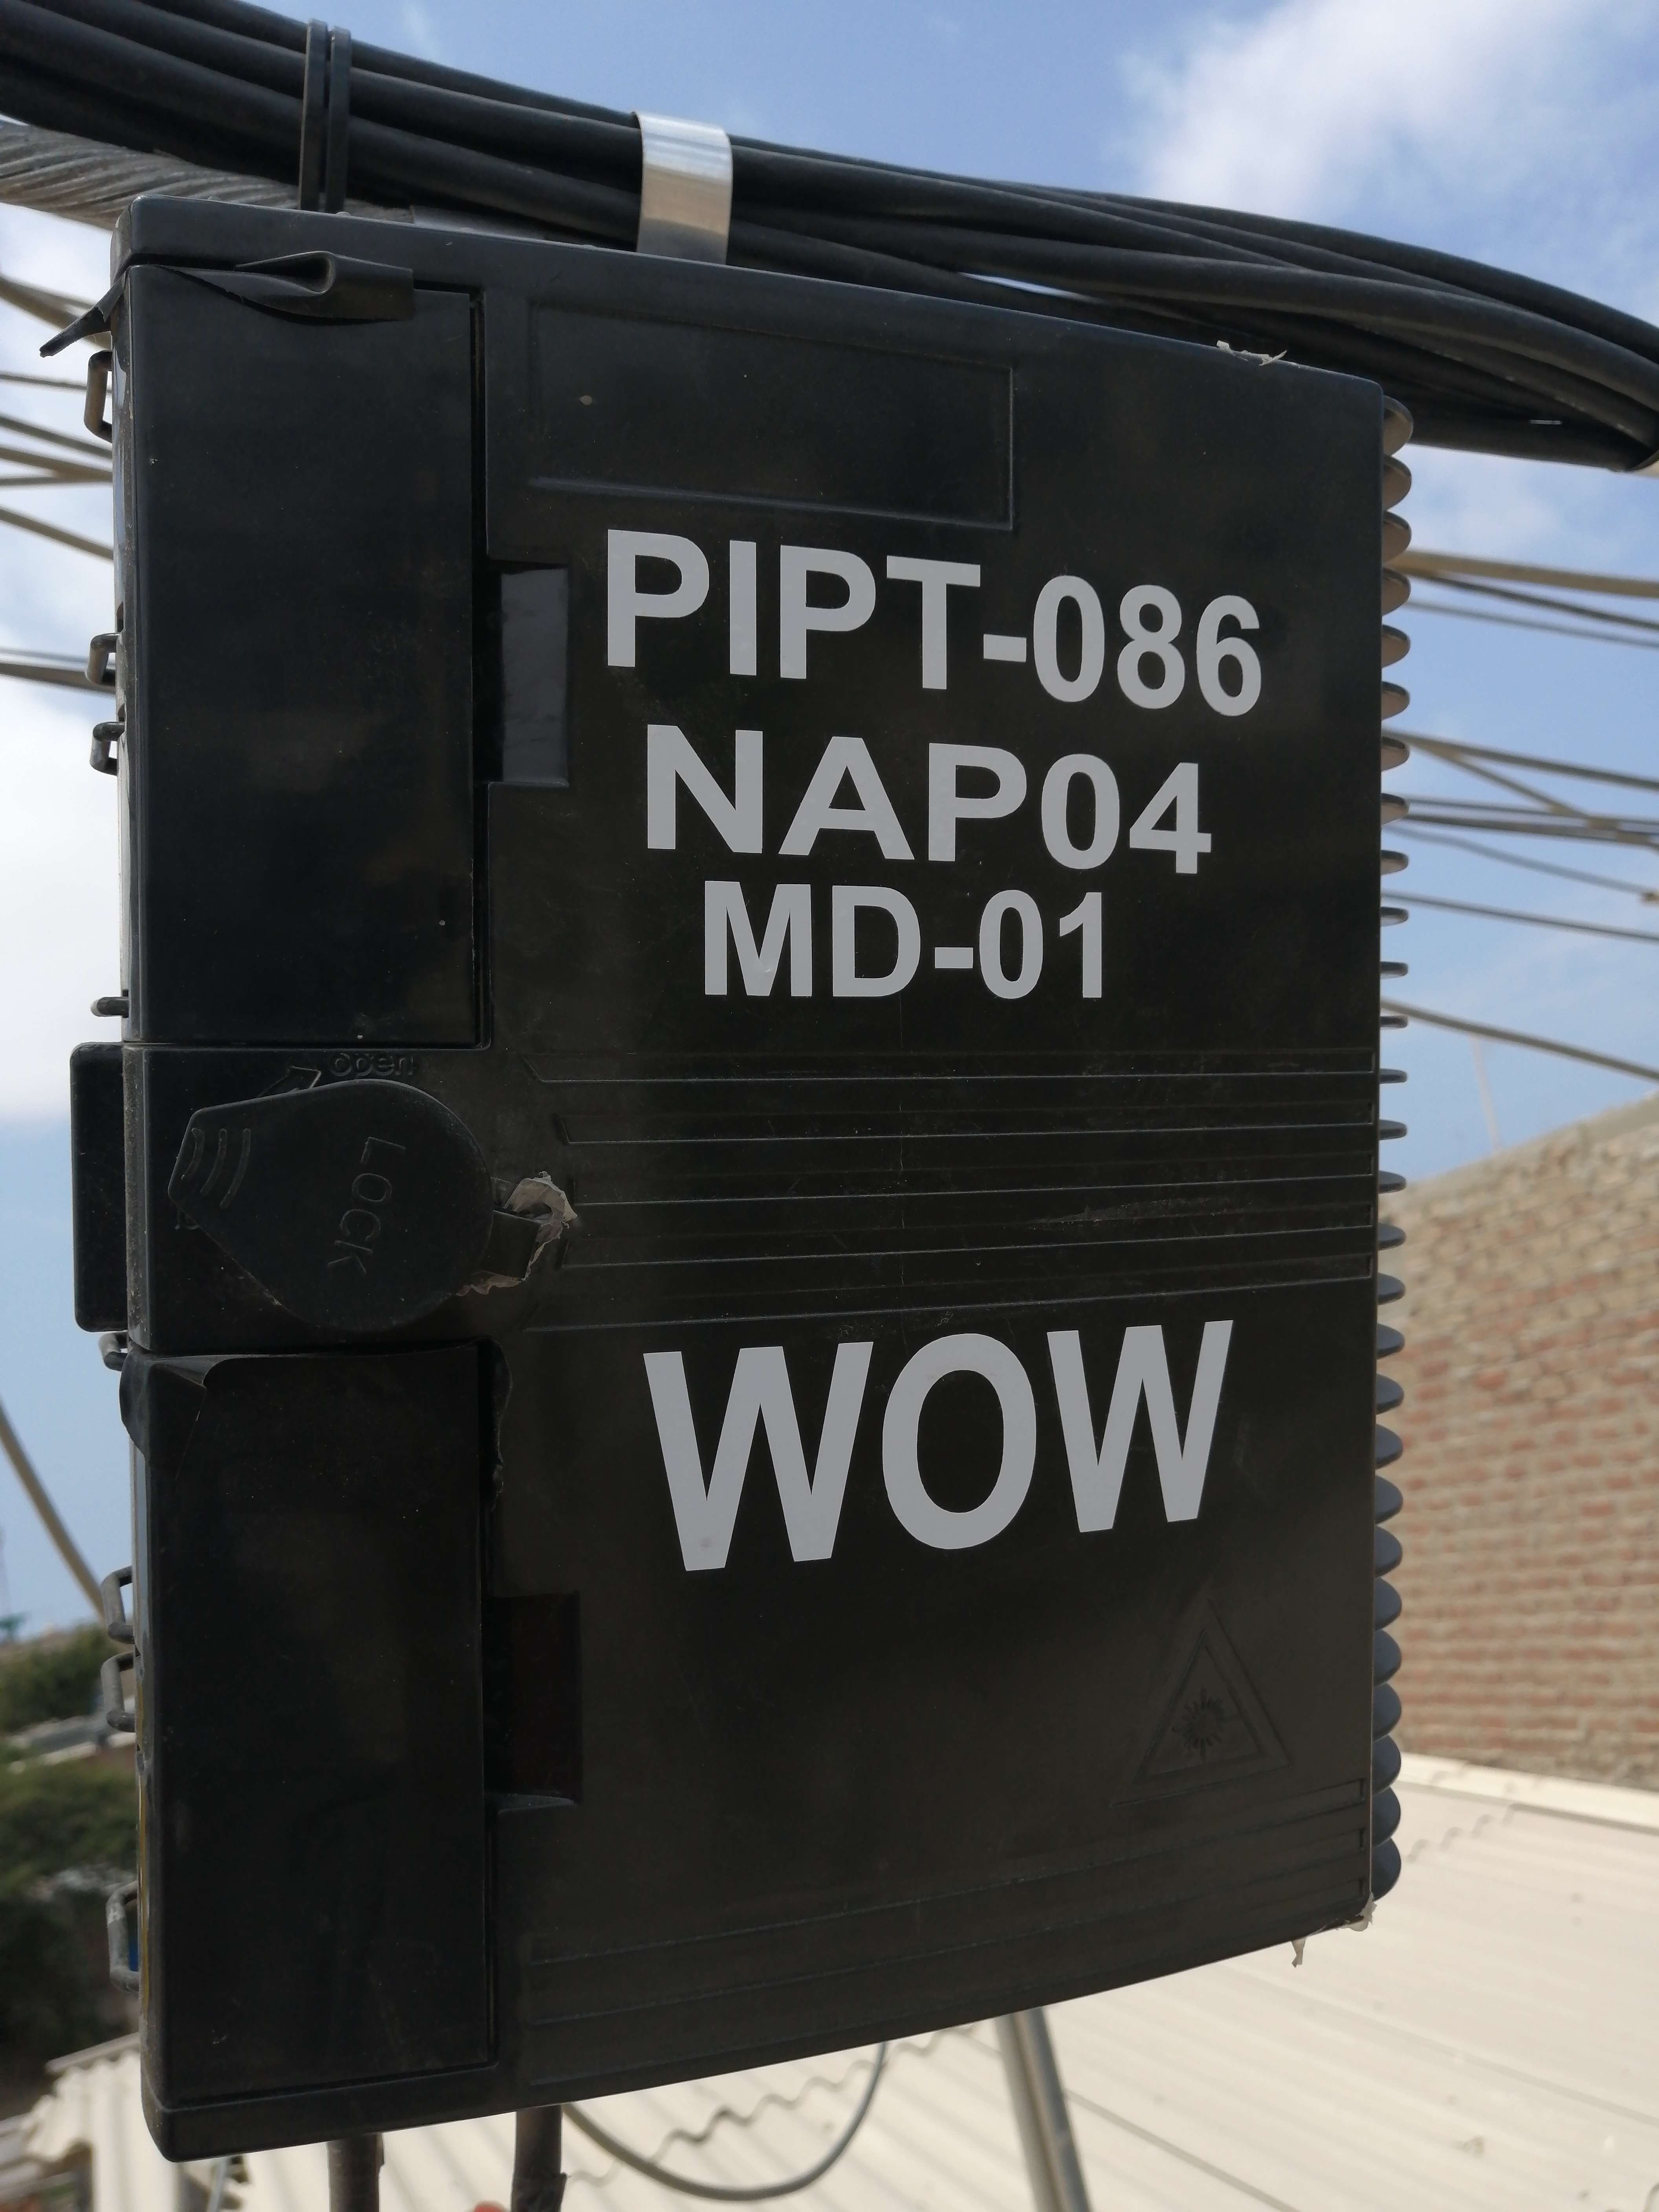 PIPT-086
NAP04
MD-01
open
LOCK
WOW